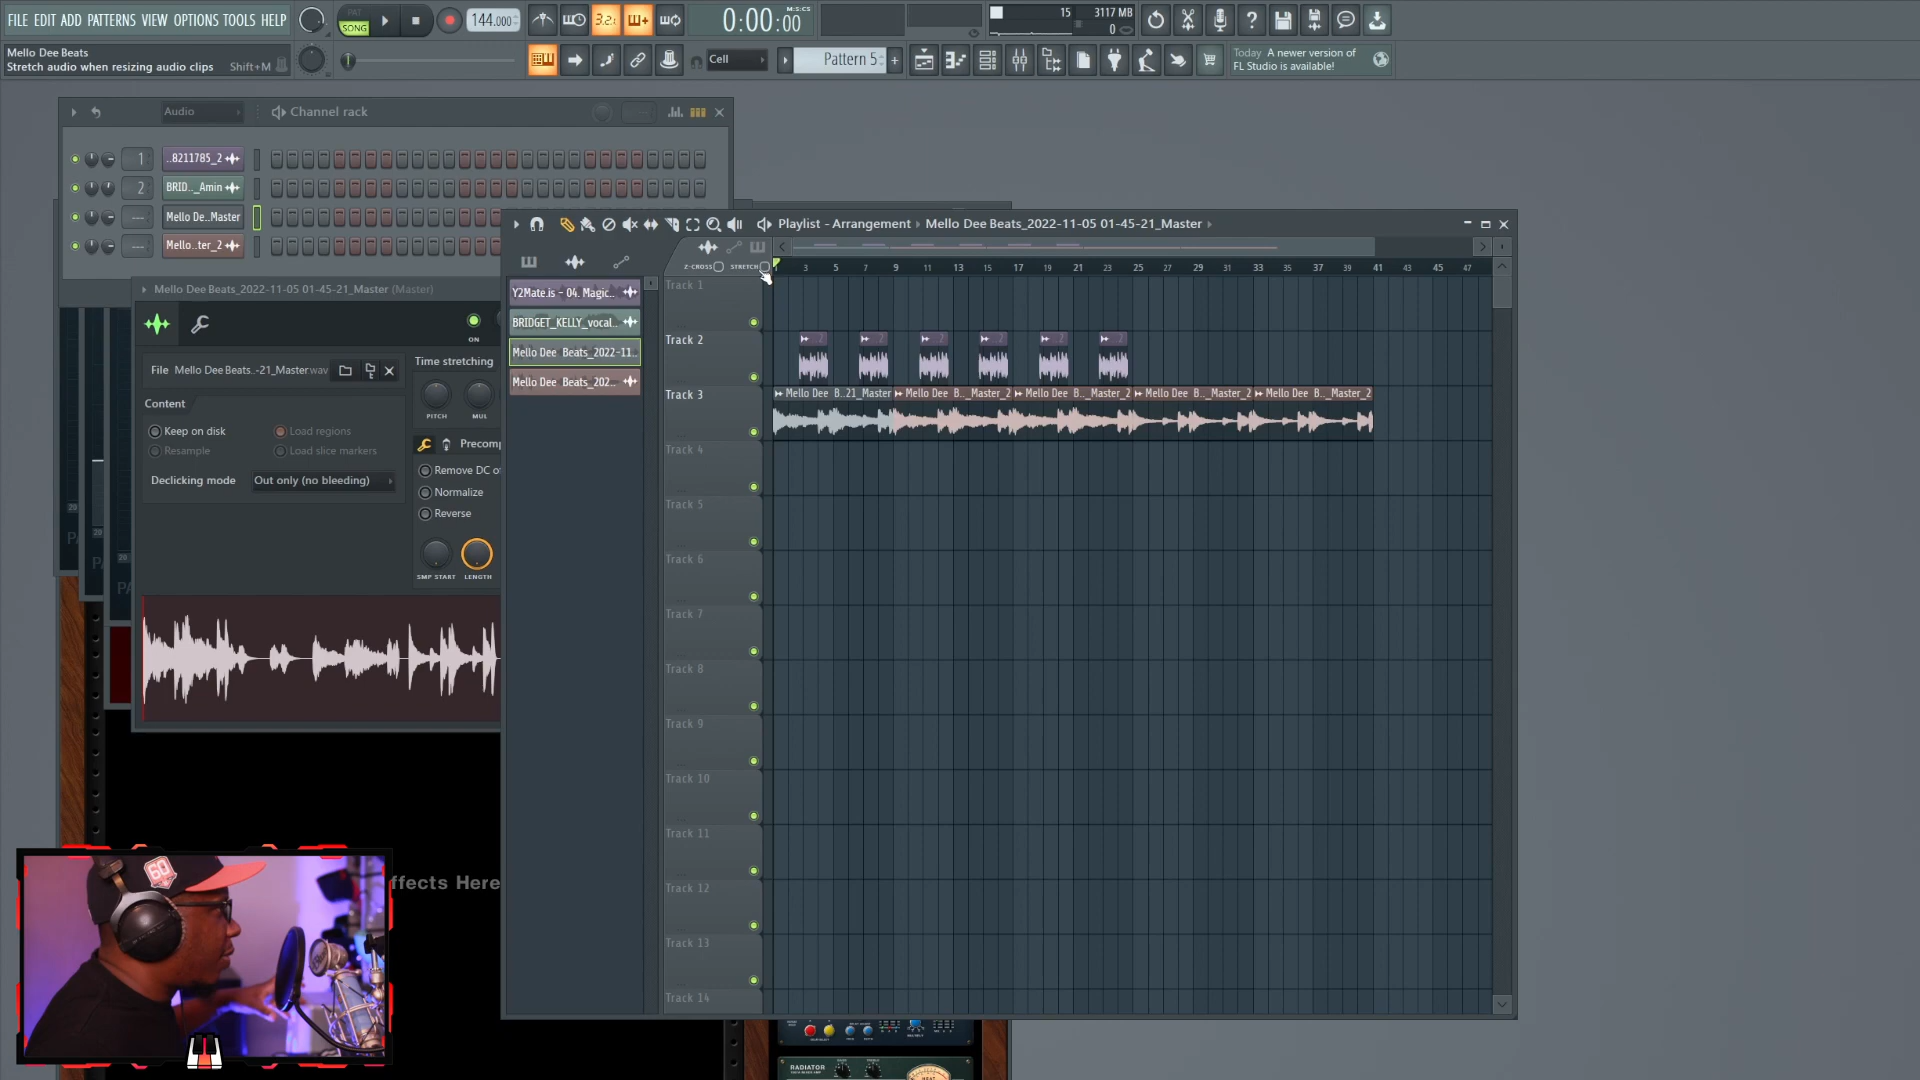 FILE EDIT ADD PATTERNS VIEW OPTIONS TOOLS HELP
PAT
SONG
144.000
3.2:
0:00:00
M:S:CS
15
3117 MB
0
Mello Dee Beats
Stretch audio when resizing audio clips Shift+M
Cell
Pattern 5
+
Today A newer version of
FL Studio is available!
Audio
Channel rack
1 ..8211785_2
2 BRID.._Amin
--- Mello De..Master
--- Mello..ter_2
Playlist - Arrangement › Mello Dee Beats_2022-11-05 01-45-21_Master ›
Z-CROSS STRETCH
1 3 5 7 9 11 13 15 17 19 21 23 25 27 29 31 33 35 37 39 41 43 45 47
Y2Mate.is - 04. Magic..
BRIDGET_KELLY_vocal..
Mello Dee Beats_2022-11..
Mello Dee Beats_202..
Track 1
Track 2
Track 3
Mello Dee B..21_Master
Mello Dee B.._Master_2
Mello Dee B.._Master_2
Mello Dee B.._Master_2
Mello Dee B.._Master_2
Track 4
Track 5
Track 6
Track 7
Track 8
Track 9
Track 10
Track 11
Track 12
Track 13
Track 14
Mello Dee Beats_2022-11-05 01-45-21_Master (Master)
ON
File Mello Dee Beats..-21_Master.wav
Content
Keep on disk
Load regions
Resample
Load slice markers
Declicking mode Out only (no bleeding)
Time stretching
PITCH MUL
Precomp
Remove DC o
Normalize
Reverse
SMP START LENGTH
20
20
20
PA
ffects Here
60
RADIATOR